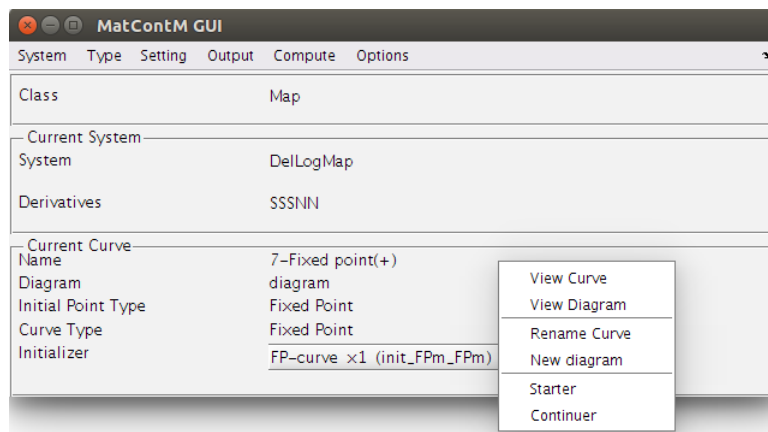 MatContM GUI
System Type Setting Output Compute Options
Class Map
Current System
System DelLogMap
Derivatives SSSNN
Current Curve
Name 7-Fixed point(+)
Diagram diagram
Initial Point Type Fixed Point
Curve Type Fixed Point
Initializer FP-curve x1 (init_FPm_FPm)
View Curve
View Diagram
Rename Curve
New diagram
Starter
Continuer